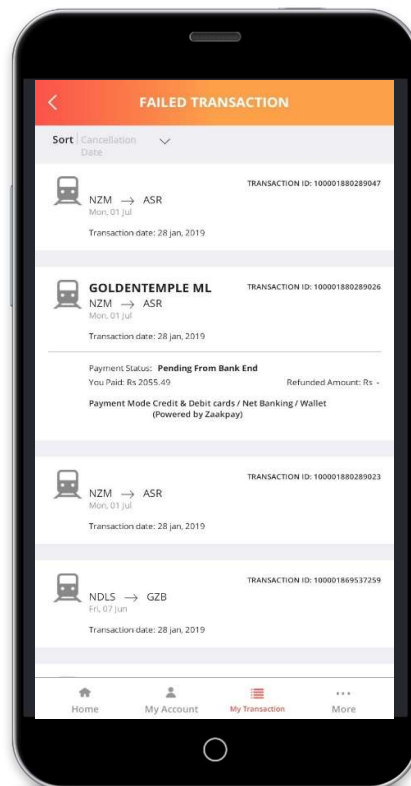 FAILED TRANSACTION
Sort Cancellation
Date
TRANSACTION ID: 100001880289047
NZM → ASR
Mon, 01 Jul
Transaction date: 28 jan, 2019
GOLDENTEMPLE ML TRANSACTION ID: 100001880289026
NZM → ASR
Mon, 01 Jul
Transaction date: 28 jan, 2019
Payment Status: Pending From Bank End
You Paid: Rs 2055.49 Refunded Amount: Rs -
Payment Mode Credit & Debit cards / Net Banking / Wallet
(Powered by Zaakpay)
TRANSACTION ID: 100001880289023
NZM → ASR
Mon, 01 Jul
Transaction date: 28 jan, 2019
TRANSACTION ID: 100001869537259
NDLS → GZB
Fri, 07 Jun
Transaction date: 28 jan, 2019
Home My Account My Transaction More